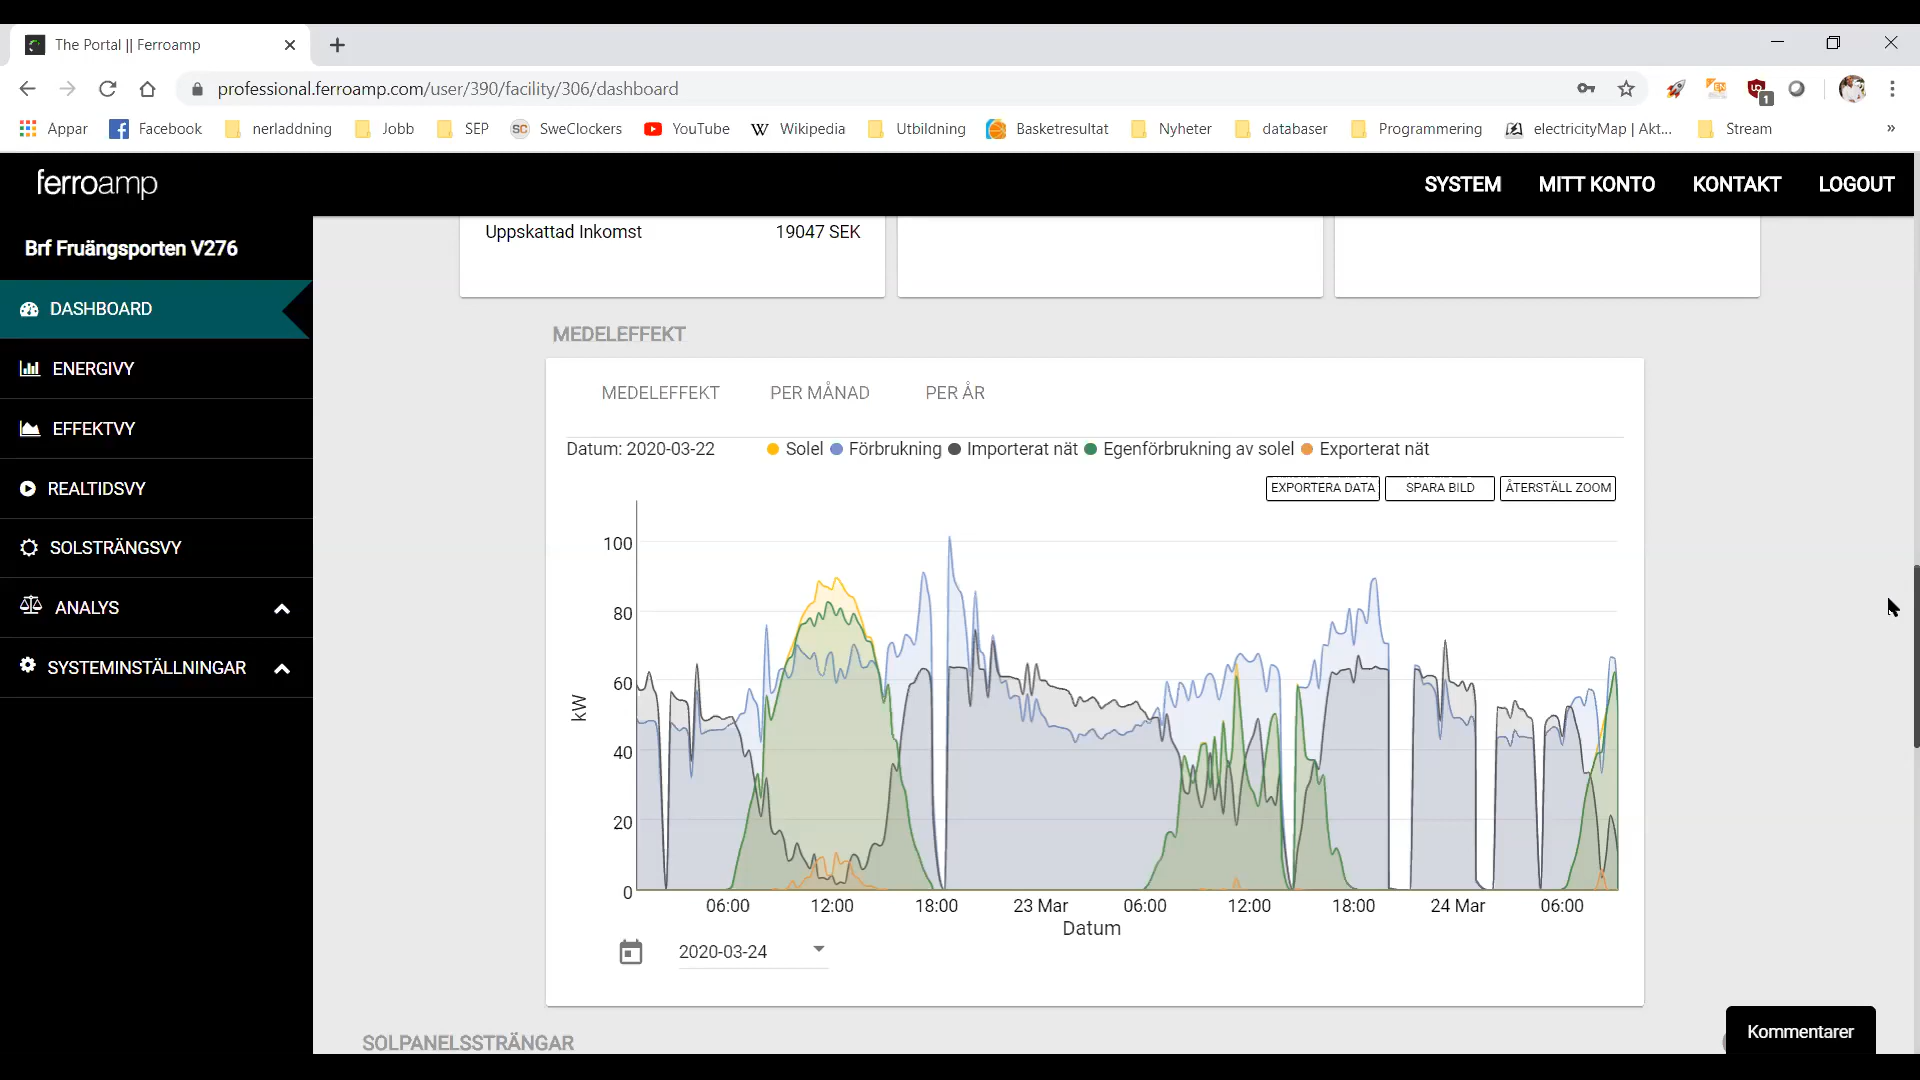 The Portal || Ferroamp
professional.ferroamp.com/user/390/facility/306/dashboard
1
Appar Facebook nerladdning Jobb SEP SC SweClockers YouTube W Wikipedia Utbildning Basketresultat Nyheter databaser Programmering electricityMap | Akt... Stream »
ferroamp
SYSTEM MITT KONTO KONTAKT LOGOUT
Brf Fruängsporten V276
DASHBOARD
ENERGIVY
EFFEKTVY
REALTIDSVY
SOLSTRÄNGSVY
ANALYS
SYSTEMINSTÄLLNINGAR
Uppskattad Inkomst 19047 SEK
MEDELEFFEKT
MEDELEFFEKT PER MÅNAD PER ÅR
Datum: 2020-03-22 Solel Förbrukning Importerat nät Egenförbrukning av solel Exporterat nät
EXPORTERA DATA SPARA BILD ÅTERSTÄLL ZOOM
100
80
60
kW
40
20
0
06:00 12:00 18:00 23 Mar 06:00 12:00 18:00 24 Mar 06:00
Datum
2020-03-24
Kommentarer
SOLPANELSSTRÄNGAR